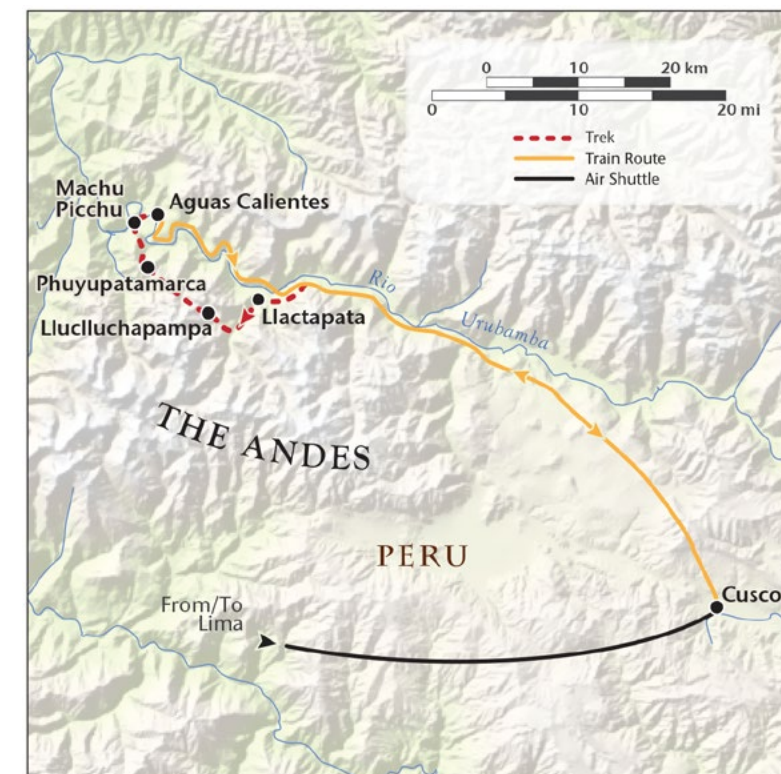 0 10 20 km
0 10 20 mi
Trek
Train Route
Air Shuttle
Machu
Picchu
Aguas Calientes
Phuyupatamarca
Lluclluchapampa
Llactapata
Rio
Urubamba
THE ANDES
PERU
From/To
Lima
Cusco